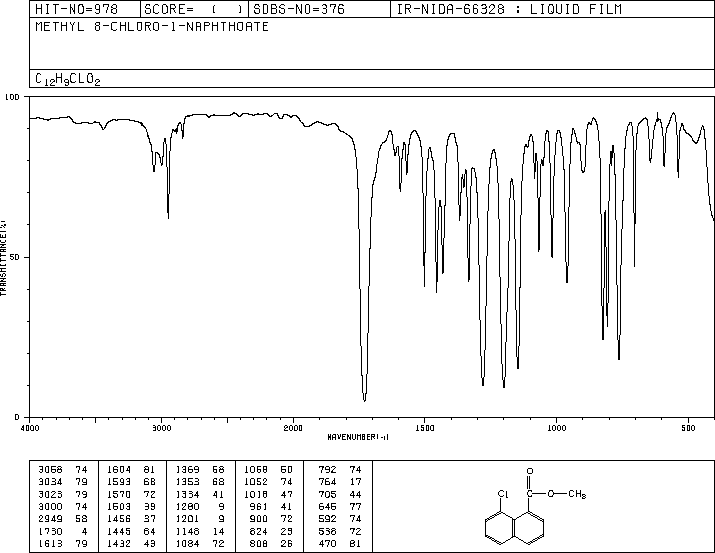 HIT-NO=978 SCORE= ( ) SDBS-NO=376 IR-NIDA-66328 : LIQUID FILM
METHYL 8-CHLORO-1-NAPHTHOATE
C12H9CLO2
100
50
0
TRANSMITTANCE(%)
4000 3000 2000 1500 1000 500
WAVENUMBER(-1)
3068 74 1604 81 1369 58 1068 50 792 74
3034 79 1593 68 1353 68 1052 74 764 17
3023 79 1570 72 1334 41 1018 47 705 44
3000 74 1503 39 1280 9 961 41 645 77
2949 58 1456 37 1201 9 900 72 592 74
1730 4 1445 64 1148 14 824 23 538 72
1613 79 1432 43 1084 72 808 26 470 81
O
Cl C—O—CH3